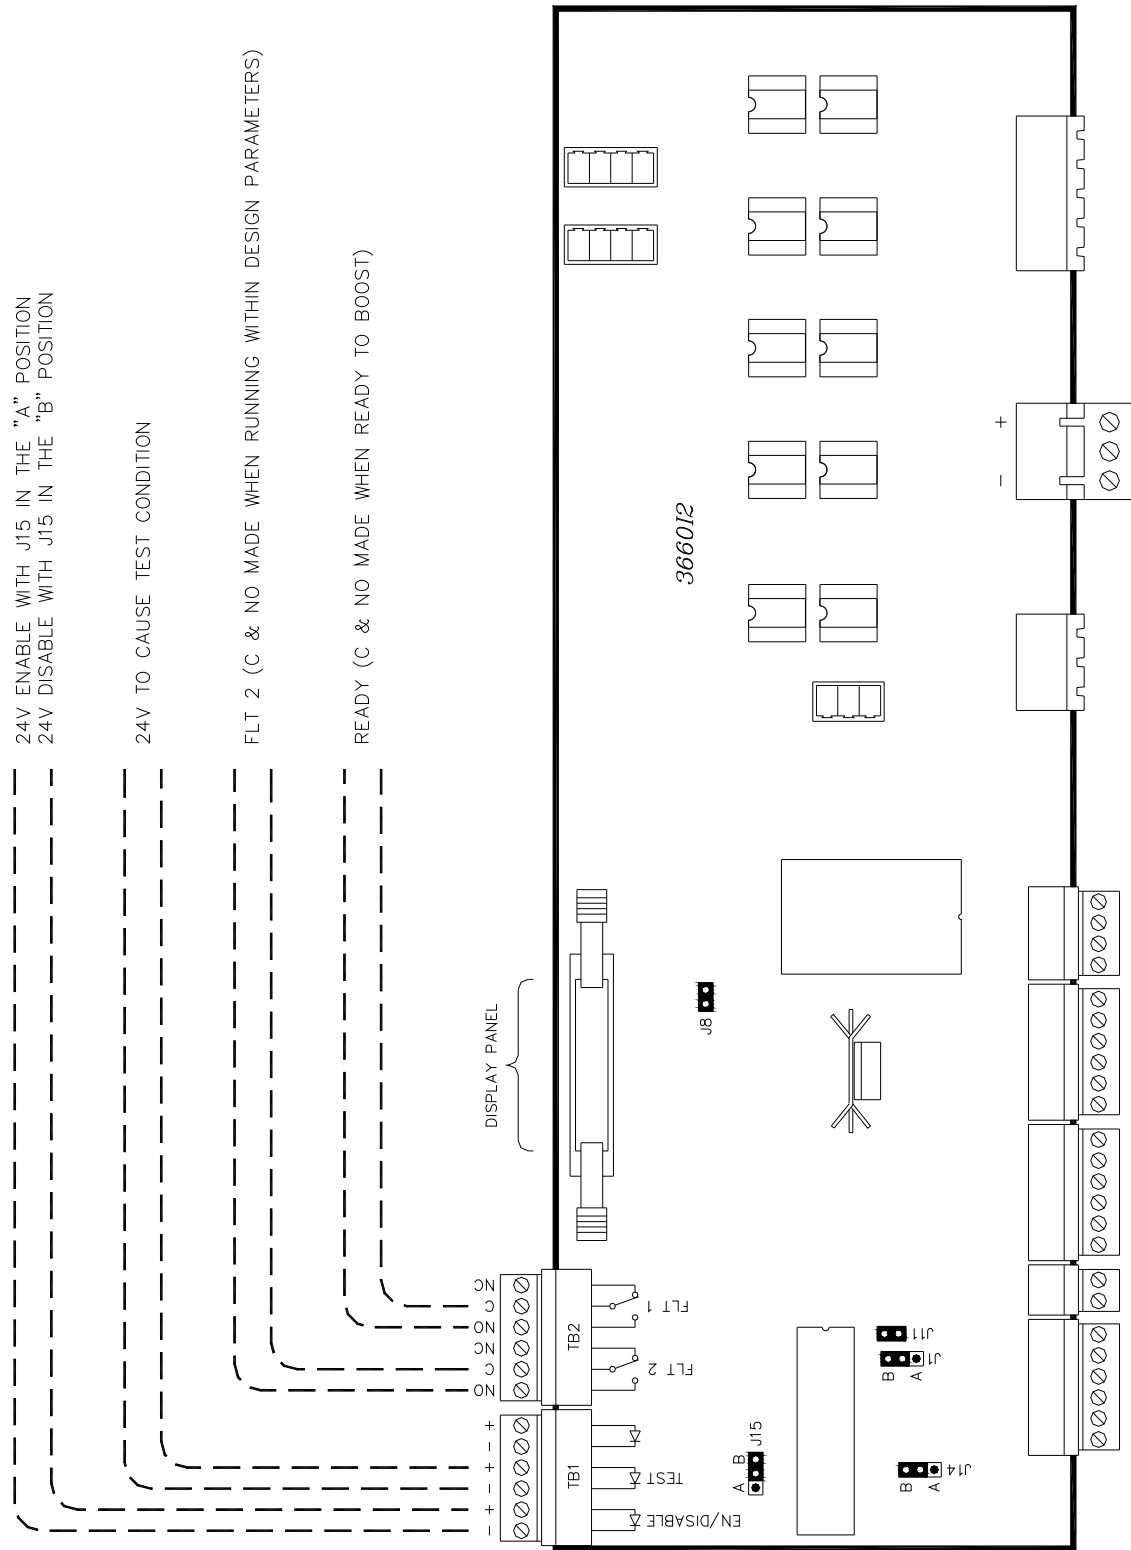 24V ENABLE WITH J15 IN THE "A" POSITION
24V DISABLE WITH J15 IN THE "B" POSITION
24V TO CAUSE TEST CONDITION
FLT 2 (C & NO MADE WHEN RUNNING WITHIN DESIGN PARAMETERS)
READY (C & NO MADE WHEN READY TO BOOST)
DISPLAY PANEL
366012
+
-
J8
NC
C
NO
NC
C
NO
TB2
FLT 1
FLT 2
+
-
+
-
+
-
TB1
TEST
EN/DISABLE
A B J15
J11
B
A
J1
B
A
J14